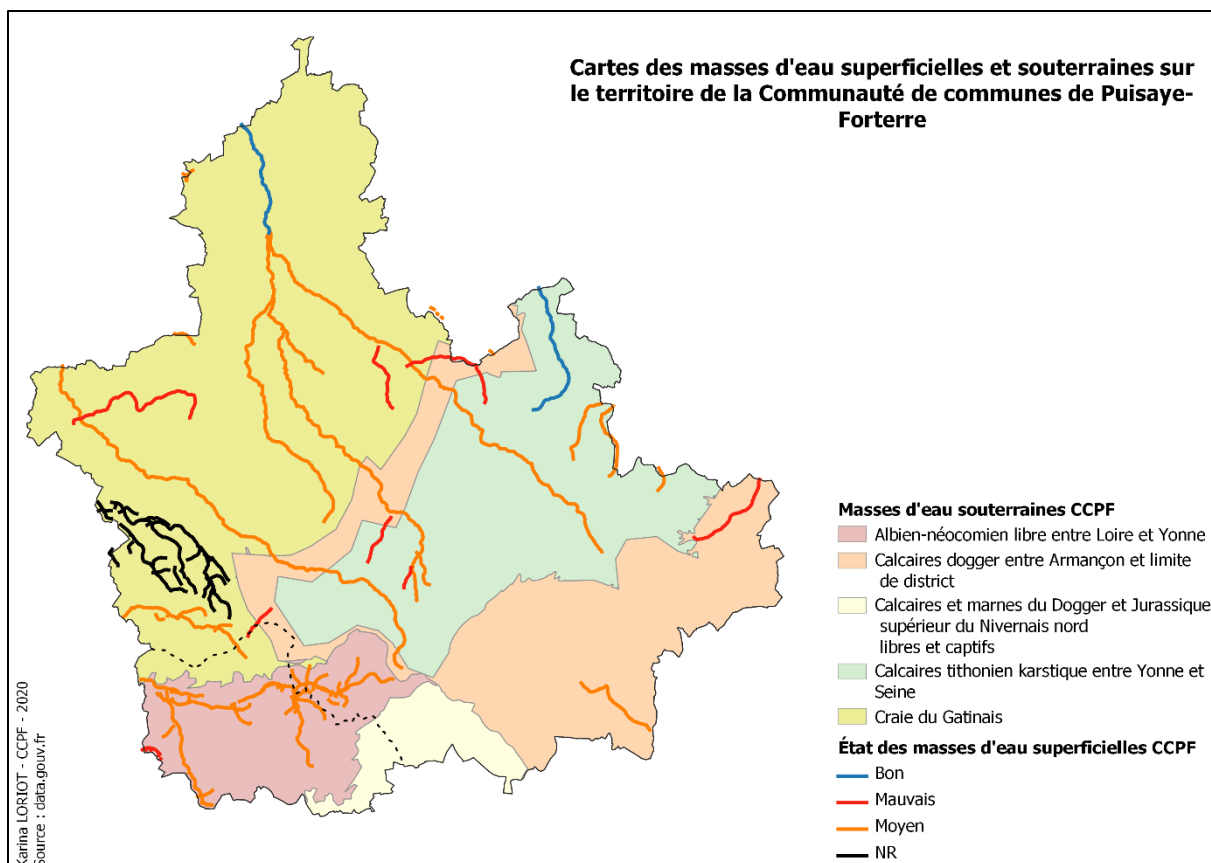 Cartes des masses d'eau superficielles et souterraines sur
le territoire de la Communauté de communes de Puisaye-
Forterre
Masses d'eau souterraines CCPF
Albien-néocomien libre entre Loire et Yonne
Calcaires dogger entre Armançon et limite
de district
Calcaires et marnes du Dogger et Jurassique
supérieur du Nivernais nord
libres et captifs
Calcaires tithonien karstique entre Yonne et
Seine
Craie du Gatinais
État des masses d'eau superficielles CCPF
Bon
Mauvais
Moyen
NR
Karina LORIOT - CCPF - 2020
Source : data.gouv.fr